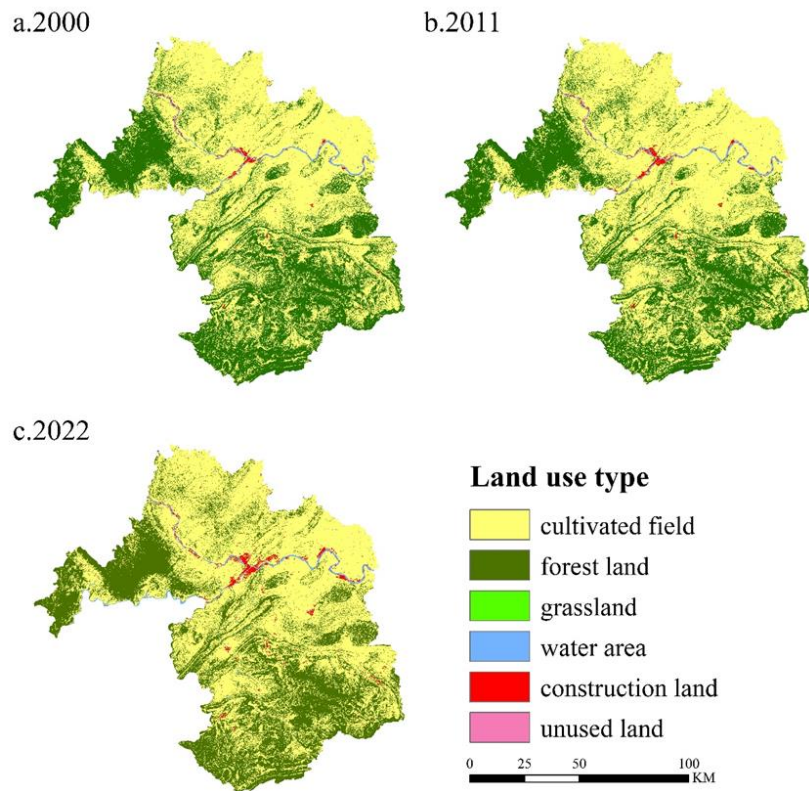 a.2000
b.2011
c.2022
Land use type
cultivated field
forest land
grassland
water area
construction land
unused land
0 25 50 100
KM